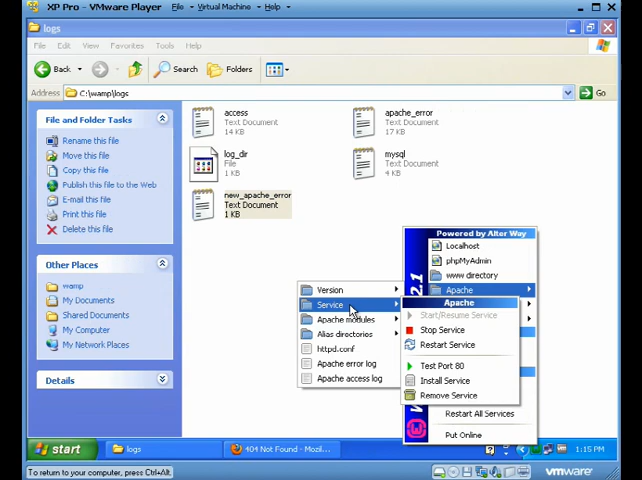 XP Pro - VMware Player File Virtual Machine Help
logs
File Edit View Favorites Tools Help
Back Search Folders
Address C:\wamp\logs Go
File and Folder Tasks
Rename this file
Move this file
Copy this file
Publish this file to the Web
E-mail this file
Print this file
Delete this file
Other Places
wamp
My Documents
Shared Documents
My Computer
My Network Places
Details
access
Text Document
14 KB
apache_error
Text Document
17 KB
log_dir
File
1 KB
mysql
Text Document
new_apache_error
Text Document
1 KB
Powered by Alter Way
Localhost
phpMyAdmin
www directory
Apache
Version
Service
Apache modules
Alias directories
httpd.conf
Apache error log
Apache access log
Apache
Start/Resume Service
Stop Service
Restart Service
Test Port 80
Install Service
Remove Service
Restart All Services
Put Online
2.1
start logs 404 Not Found - Mozil... 1:15 PM
To return to your computer, press Ctrl+Alt. vmware